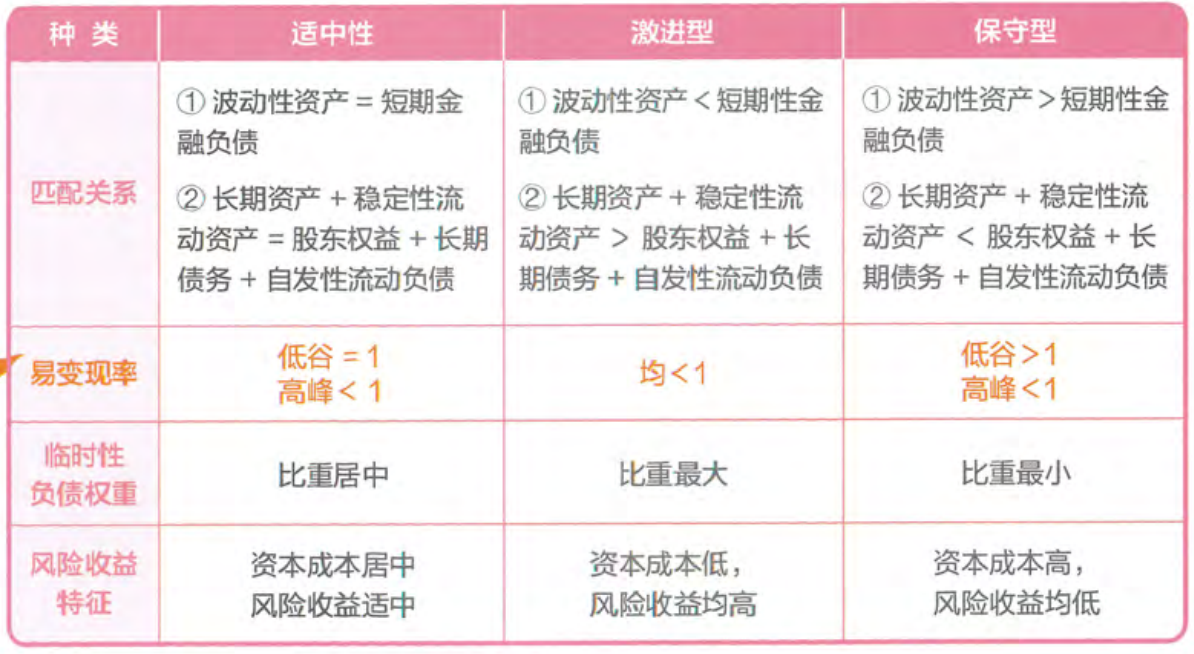 种 类
适中性
激进型
保守型
匹配关系
① 波动性资产 = 短期金
融负债
② 长期资产 + 稳定性流
动资产 = 股东权益 + 长期
债务 + 自发性流动负债
① 波动性资产 < 短期性金
融负债
② 长期资产 + 稳定性流
动资产 > 股东权益 + 长
期债务 + 自发性流动负债
① 波动性资产 > 短期性金
融负债
② 长期资产 + 稳定性流
动资产 < 股东权益 + 长
期债务 + 自发性流动负债
易变现率
低谷 = 1
高峰 < 1
均 < 1
低谷 > 1
高峰 < 1
临时性
负债权重
比重居中
比重最大
比重最小
风险收益
特征
资本成本居中
风险收益适中
资本成本低，
风险收益均高
资本成本高，
风险收益均低